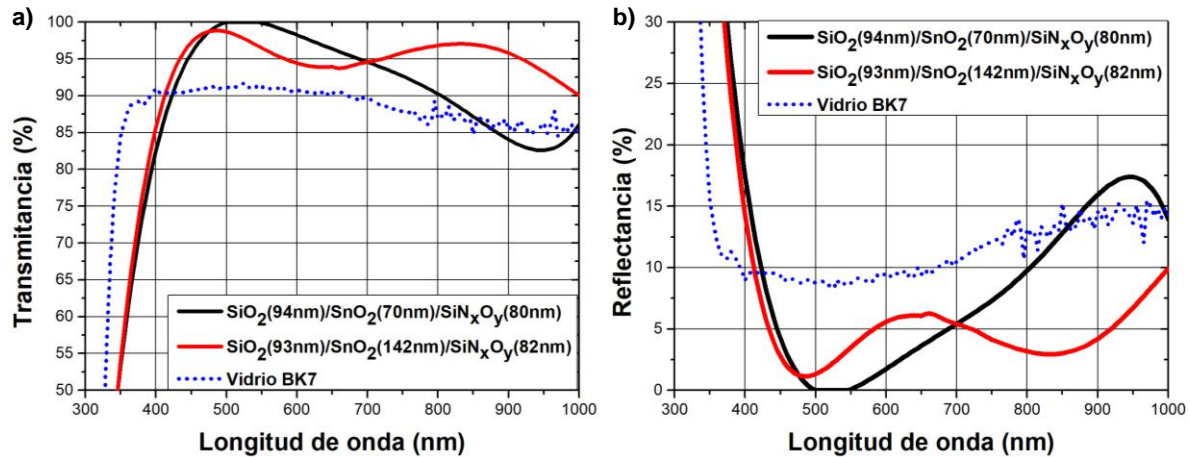 a)
100
95
90
85
80
75
70
65
60
55
50
Transmitancia (%)
SiO2(94nm)/SnO2(70nm)/SiNxOy(80nm)
SiO2(93nm)/SnO2(142nm)/SiNxOy(82nm)
Vidrio BK7
300 400 500 600 700 800 900 1000
Longitud de onda (nm)
b)
30
25
20
15
10
5
0
Reflectancia (%)
SiO2(94nm)/SnO2(70nm)/SiNxOy(80nm)
SiO2(93nm)/SnO2(142nm)/SiNxOy(82nm)
Vidrio BK7
300 400 500 600 700 800 900 1000
Longitud de onda (nm)